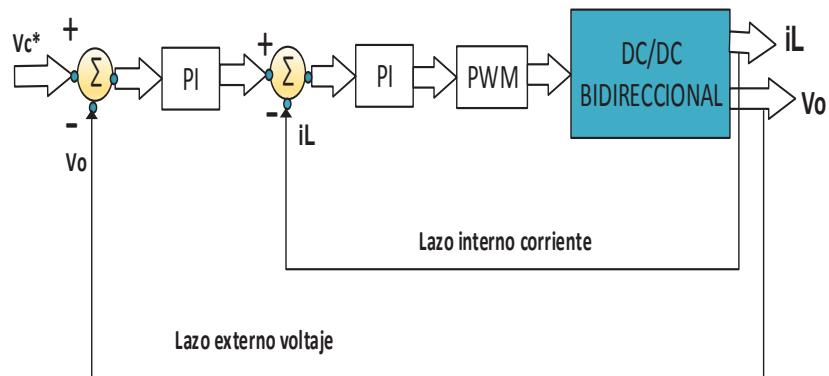 Vc*
+
Σ
-
Vo
PI
+
Σ
-
iL
PI
PWM
DC/DC
BIDIRECCIONAL
iL
Vo
Lazo interno corriente
Lazo externo voltaje